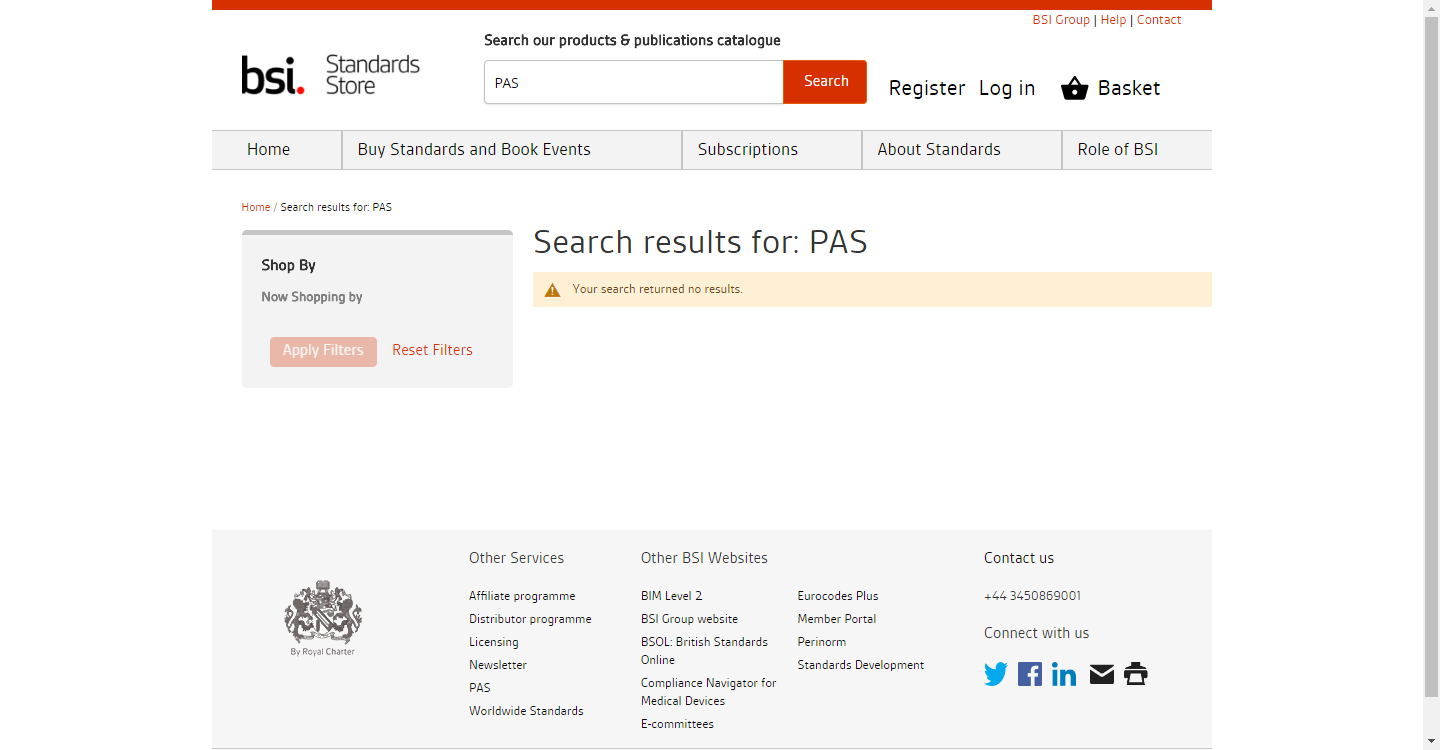 BSI Group | Help | Contact
Search our products & publications catalogue
bsi. Standards Store
PAS
Search
Register
Log in
Basket
Home
Buy Standards and Book Events
Subscriptions
About Standards
Role of BSI
Home / Search results for: PAS
Shop By
Now Shopping by
Apply Filters
Reset Filters
Search results for: PAS
Your search returned no results.
By Royal Charter
Other Services
Affiliate programme
Distributor programme
Licensing
Newsletter
PAS
Worldwide Standards
Other BSI Websites
BIM Level 2
BSI Group website
BSOL: British Standards
Online
Compliance Navigator for
Medical Devices
E-committees
Eurocodes Plus
Member Portal
Perinorm
Standards Development
Contact us
+44 3450869001
Connect with us